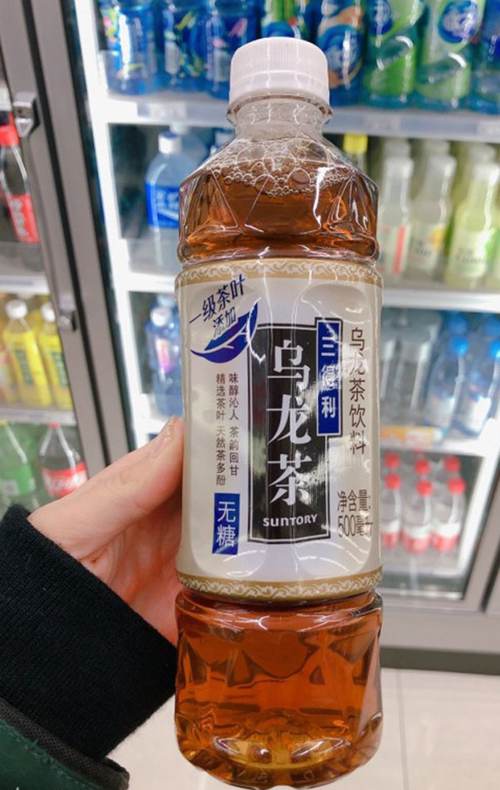 一级茶叶
添加
三得利
乌龙茶
SUNTORY
乌龙茶饮料
味醇沁人 茶韵回甘
精选茶叶 天然茶多酚
无糖
净含量:
500毫升